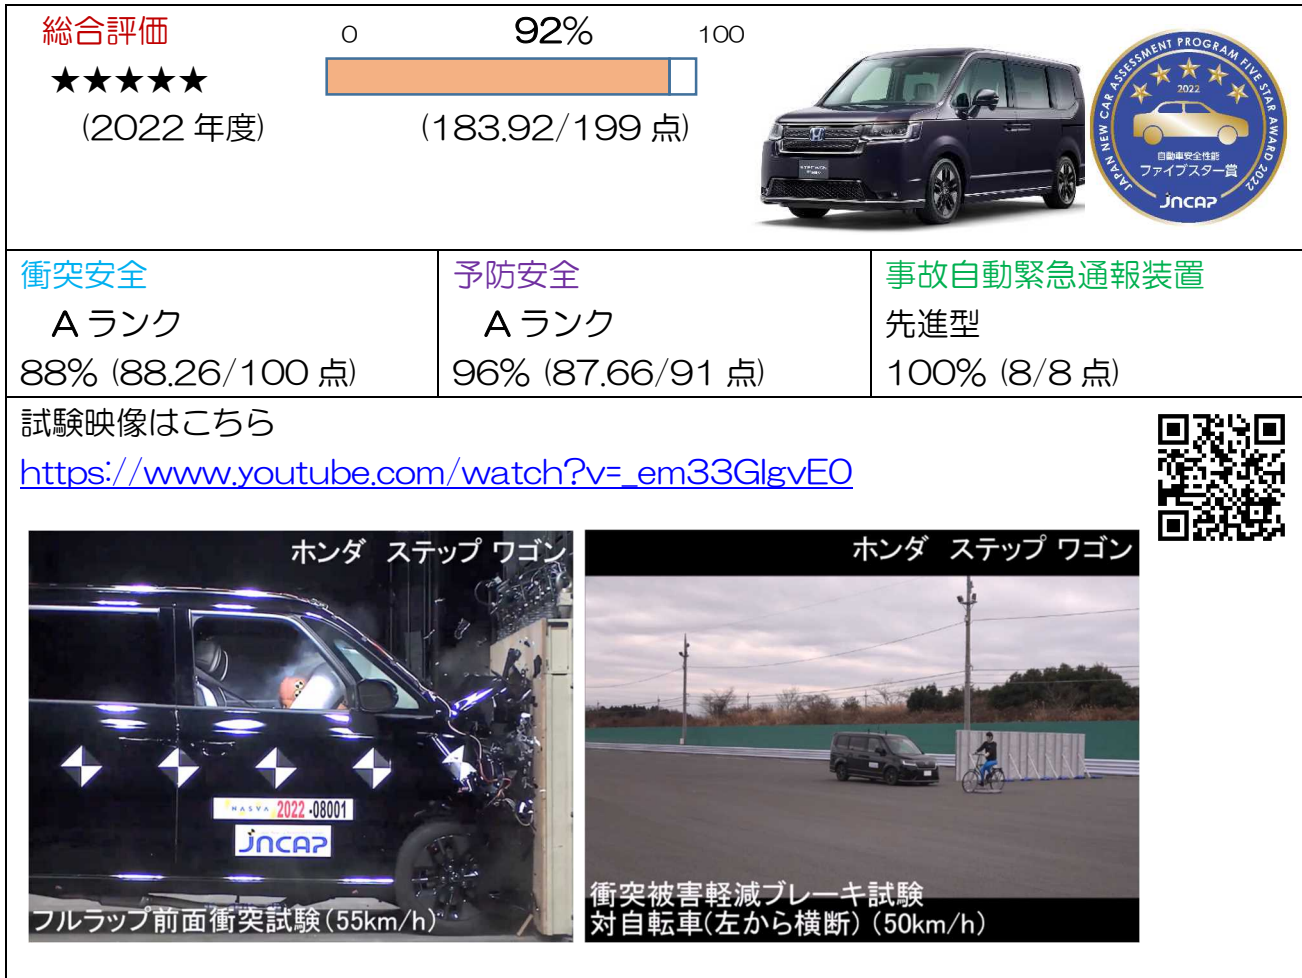 総合評価
0 92% 100
★★★★★
(2022 年度)
(183.92/199 点)
JAPAN NEW CAR ASSESSMENT PROGRAM FIVE STAR AWARD 2022
2022
自動車安全性能
ファイブスター賞
JNCAP
衝突安全
A ランク
88% (88.26/100 点)
予防安全
A ランク
96% (87.66/91 点)
事故自動緊急通報装置
先進型
100% (8/8 点)
試験映像はこちら
https://www.youtube.com/watch?v=_em33GlgvE0
ホンダ ステップ ワゴン
NASVA 2022-08001
JNCAP
フルラップ前面衝突試験(55km/h)
ホンダ ステップ ワゴン
衝突被害軽減ブレーキ試験
対自転車(左から横断)(50km/h)